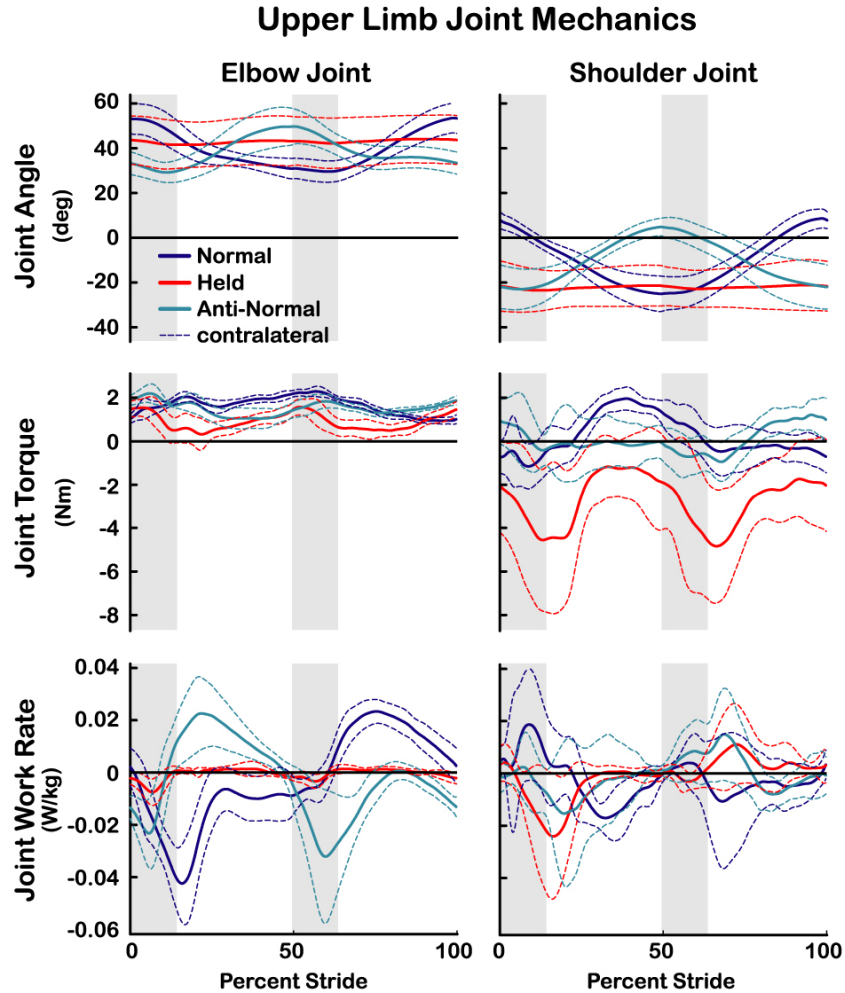 Upper Limb Joint Mechanics
Elbow Joint
Shoulder Joint
Joint Angle
(deg)
60
40
20
0
-20
-40
Normal
Held
Anti-Normal
contralateral
Joint Torque
(Nm)
2
0
-2
-4
-6
-8
Joint Work Rate
(W/kg)
0.04
0.02
0
-0.02
-0.04
-0.06
0
50
100
0
50
100
Percent Stride
Percent Stride